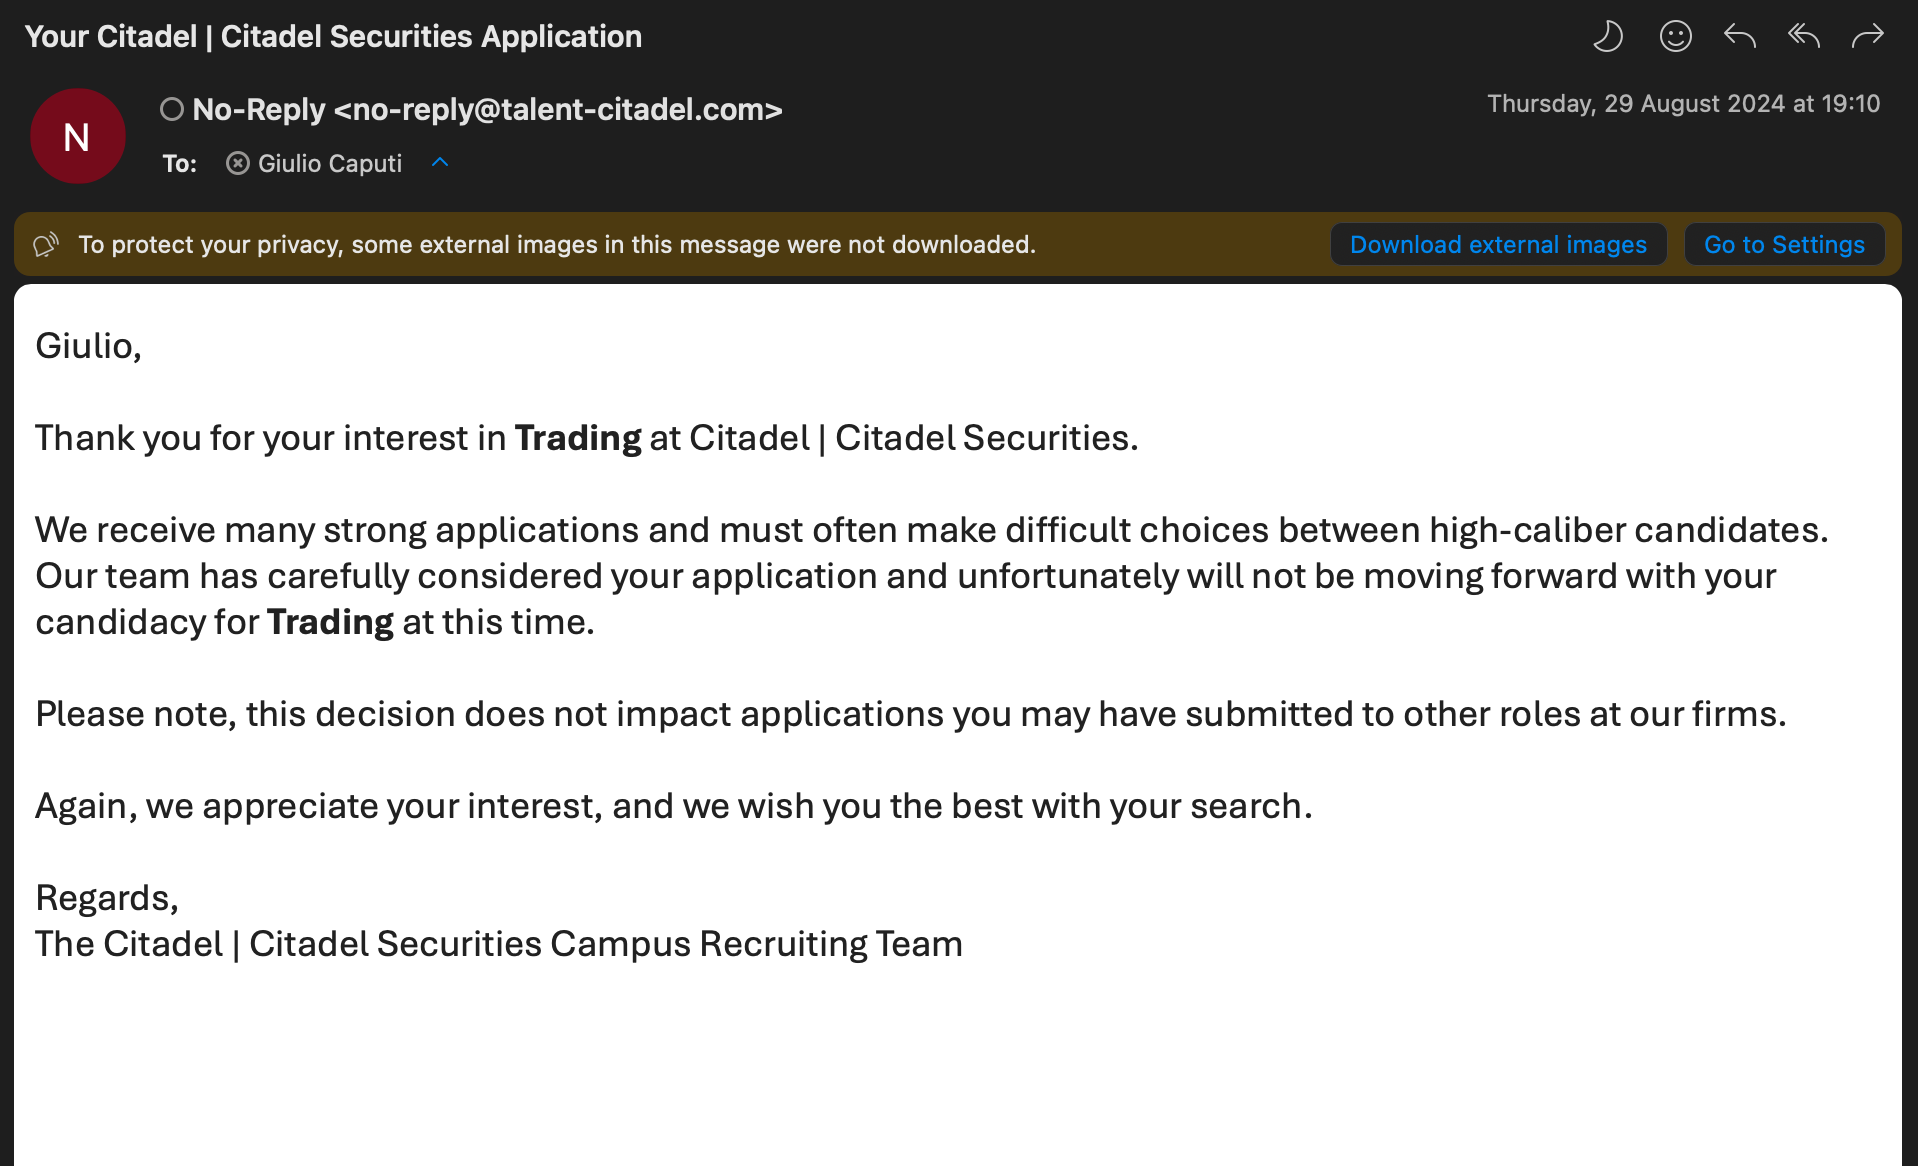 Your Citadel | Citadel Securities Application
N
No-Reply <no-reply@talent-citadel.com>
Thursday, 29 August 2024 at 19:10
To: Giulio Caputi
To protect your privacy, some external images in this message were not downloaded.
Download external images
Go to Settings
Giulio,
Thank you for your interest in Trading at Citadel | Citadel Securities.
We receive many strong applications and must often make difficult choices between high-caliber candidates.
Our team has carefully considered your application and unfortunately will not be moving forward with your
candidacy for Trading at this time.
Please note, this decision does not impact applications you may have submitted to other roles at our firms.
Again, we appreciate your interest, and we wish you the best with your search.
Regards,
The Citadel | Citadel Securities Campus Recruiting Team